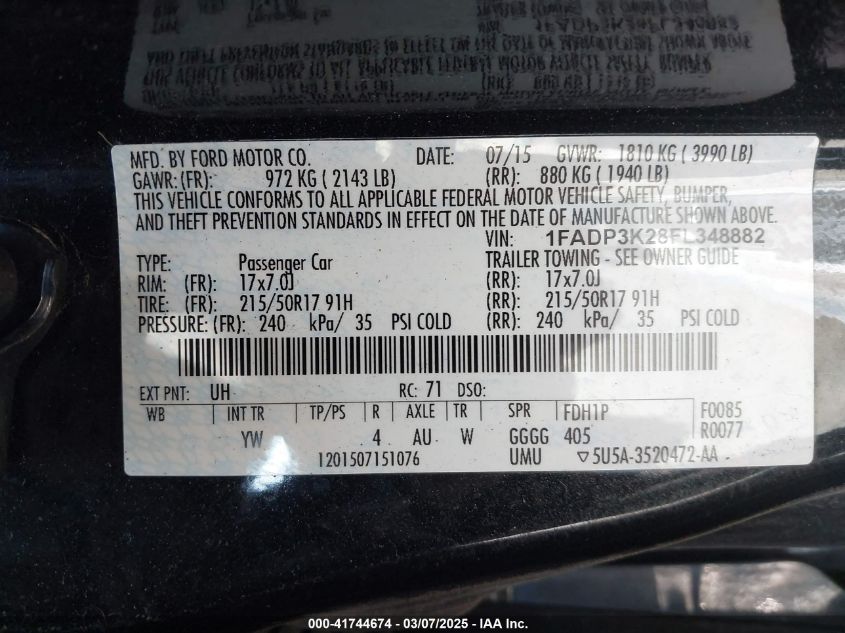 MFD. BY FORD MOTOR CO. DATE: 07/15 GVWR: 1810 KG ( 3990 LB)
GAWR: (FR): 972 KG ( 2143 LB) (RR): 880 KG ( 1940 LB)
THIS VEHICLE CONFORMS TO ALL APPLICABLE FEDERAL MOTOR VEHICLE SAFETY, BUMPER,
AND THEFT PREVENTION STANDARDS IN EFFECT ON THE DATE OF MANUFACTURE SHOWN ABOVE.
VIN: 1FADP3K28FL348882
TYPE: Passenger Car TRAILER TOWING - SEE OWNER GUIDE
RIM: (FR): 17x7.0J (RR): 17x7.0J
TIRE: (FR): 215/50R17 91H (RR): 215/50R17 91H
PRESSURE: (FR): 240 kPa/ 35 PSI COLD (RR): 240 kPa/ 35 PSI COLD
EXT PNT: UH RC: 71 DSO:
WB INT TR TP/PS R AXLE TR SPR FDH1P F0085
YW 4 AU W GGGG 405 R0077
1201507151076 UMU ▽5U5A-3520472-AA
000-41744674 - 03/07/2025 - IAA Inc.